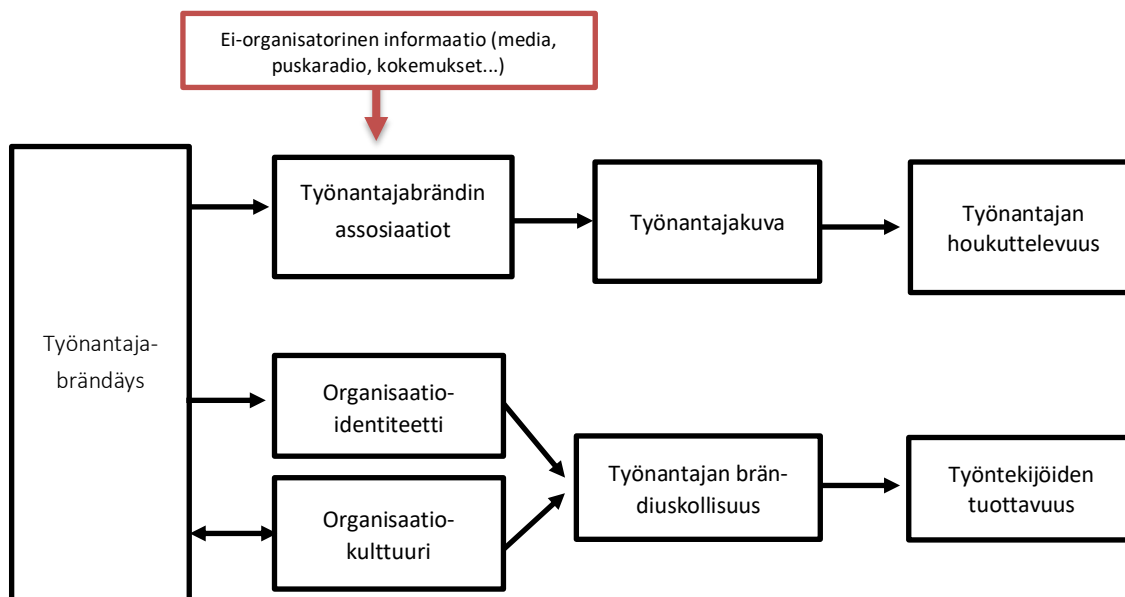 Ei-organisatorinen informaatio (media,
puskaradio, kokemukset...)
Työnantajabrändin
assosiaatiot
Työnantajakuva
Työnantajan
houkuttelevuus
Työnantaja-
brändäys
Organisaatio-
identiteetti
Organisaatio-
kulttuuri
Työnantajan brän-
diuskollisuus
Työntekijöiden
tuottavuus